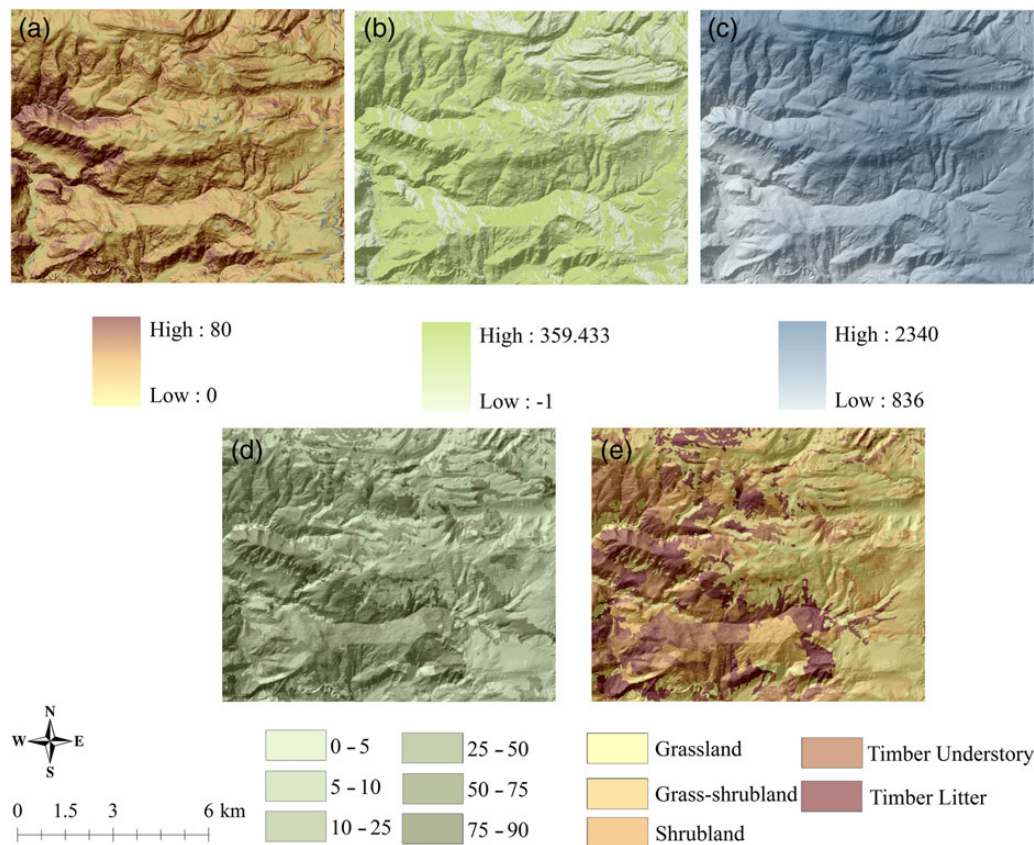 (a)
(b)
(c)
High : 80
Low : 0
High : 359.433
Low : -1
High : 2340
Low : 836
(d)
(e)
N
W E
S
0 1.5 3 6 km
0 – 5
5 – 10
10 – 25
25 – 50
50 – 75
75 – 90
Grassland
Grass-shrubland
Shrubland
Timber Understory
Timber Litter